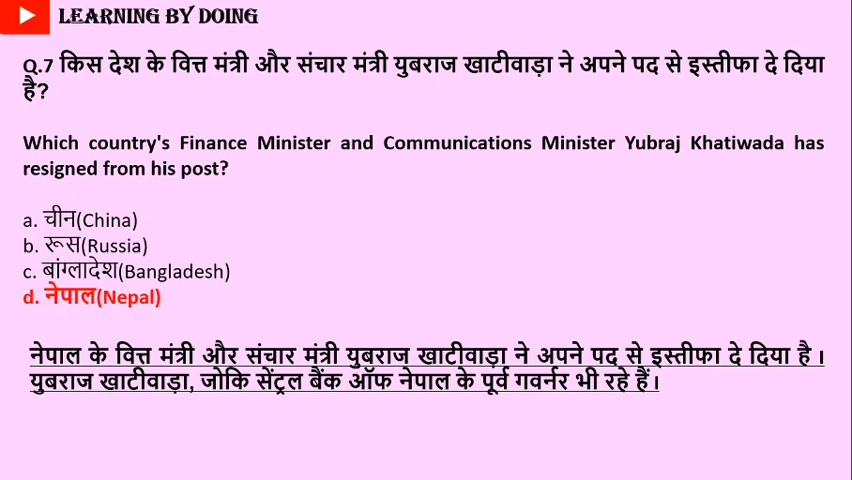 LEARNING BY DOING
Q.7 किस देश के वित्त मंत्री और संचार मंत्री युबराज खाटीवाड़ा ने अपने पद से इस्तीफा दे दिया
है?
Which country's Finance Minister and Communications Minister Yubraj Khatiwada has
resigned from his post?
a. चीन(China)
b. रूस(Russia)
c. बांग्लादेश(Bangladesh)
d. नेपाल(Nepal)
नेपाल के वित्त मंत्री और संचार मंत्री युबराज खाटीवाड़ा ने अपने पद से इस्तीफा दे दिया है ।
युबराज खाटीवाड़ा, जोकि सेंट्रल बैंक ऑफ नेपाल के पूर्व गवर्नर भी रहे हैं।